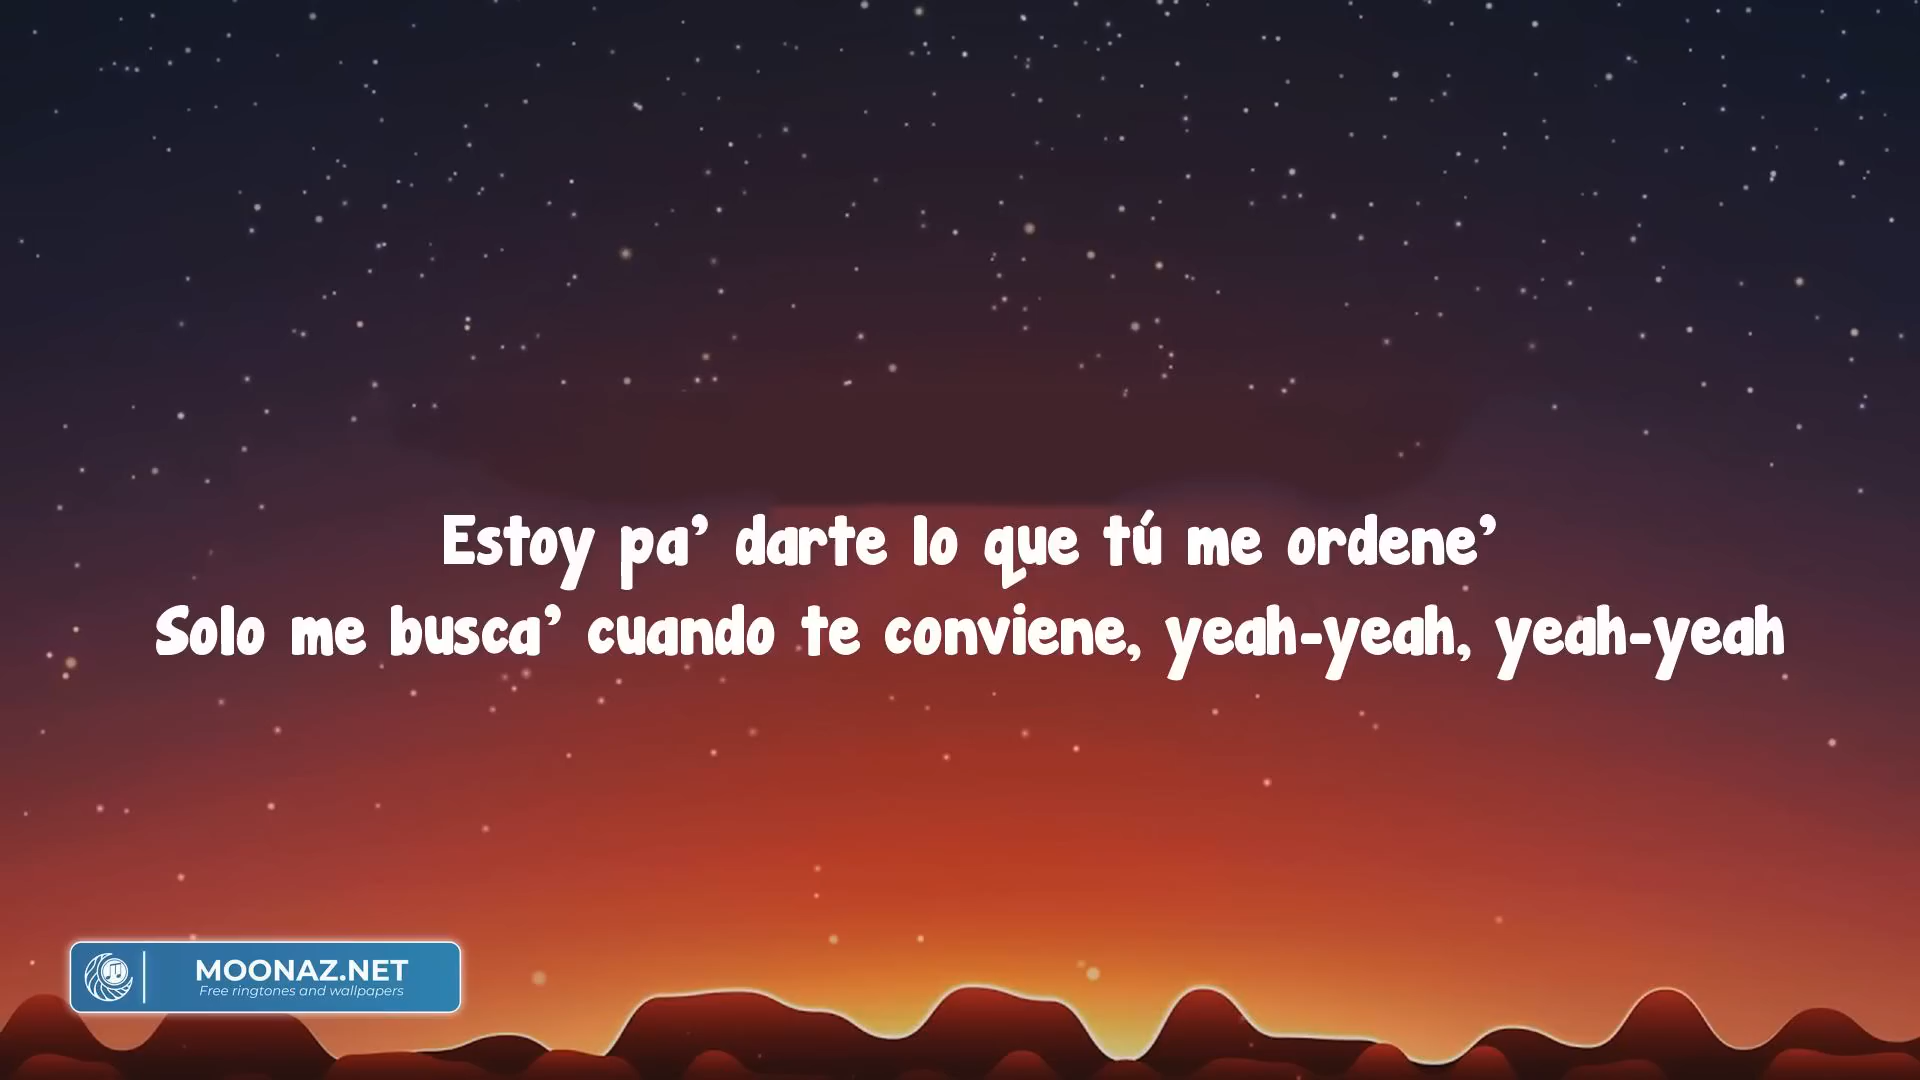 Estoy pa’ darte lo que tú me ordene’
Solo me busca’ cuando te conviene, yeah-yeah, yeah-yeah
MOONAZ.NET
Free ringtones and wallpapers